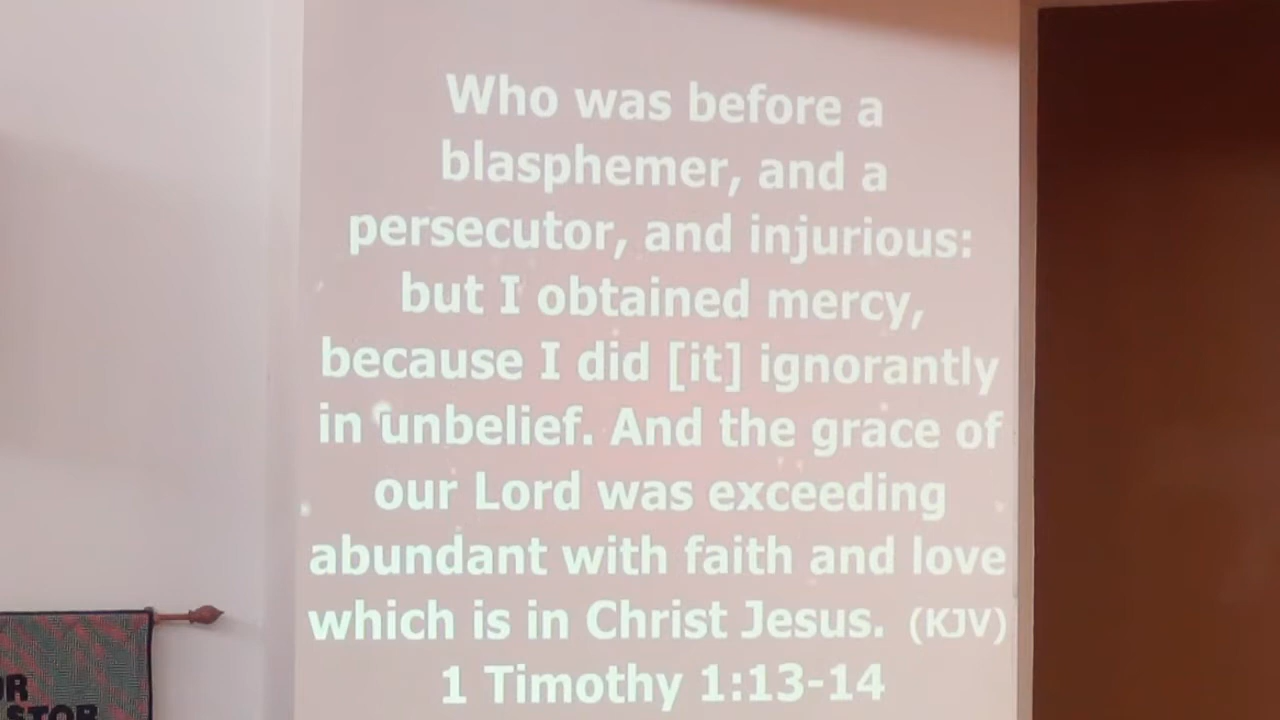 Who was before a
blasphemer, and a
persecutor, and injurious:
but I obtained mercy,
because I did [it] ignorantly
in unbelief. And the grace of
our Lord was exceeding
abundant with faith and love
which is in Christ Jesus. (KJV)
1 Timothy 1:13-14